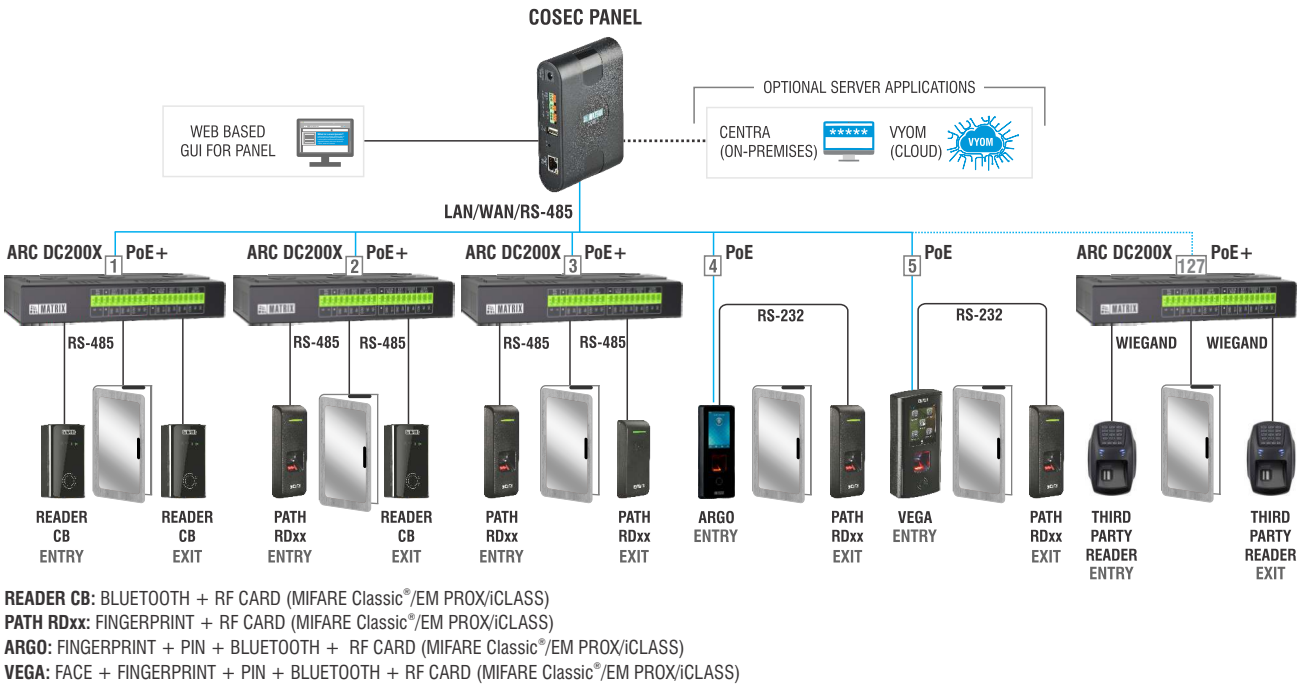 COSEC PANEL
OPTIONAL SERVER APPLICATIONS
WEB BASED
GUI FOR PANEL
CENTRA
(ON-PREMISES)
*****
VYOM
(CLOUD)
VYOM
LAN/WAN/RS-485
ARC DC200X 1 PoE+
ARC DC200X 2 PoE+
ARC DC200X 3 PoE+
4 PoE
5 PoE
ARC DC200X 127 PoE+
MATRIX
MATRIX
MATRIX
MATRIX
RS-485
RS-485 RS-485
RS-485 RS-485
RS-232
RS-232
WIEGAND WIEGAND
READER
CB
ENTRY
READER
CB
EXIT
PATH
RDxx
ENTRY
READER
CB
EXIT
PATH
RDxx
ENTRY
PATH
RDxx
EXIT
ARGO
ENTRY
PATH
RDxx
EXIT
VEGA
ENTRY
PATH
RDxx
EXIT
THIRD
PARTY
READER
ENTRY
THIRD
PARTY
READER
EXIT
READER CB: BLUETOOTH + RF CARD (MIFARE Classic®/EM PROX/iCLASS)
PATH RDxx: FINGERPRINT + RF CARD (MIFARE Classic®/EM PROX/iCLASS)
ARGO: FINGERPRINT + PIN + BLUETOOTH + RF CARD (MIFARE Classic®/EM PROX/iCLASS)
VEGA: FACE + FINGERPRINT + PIN + BLUETOOTH + RF CARD (MIFARE Classic®/EM PROX/iCLASS)